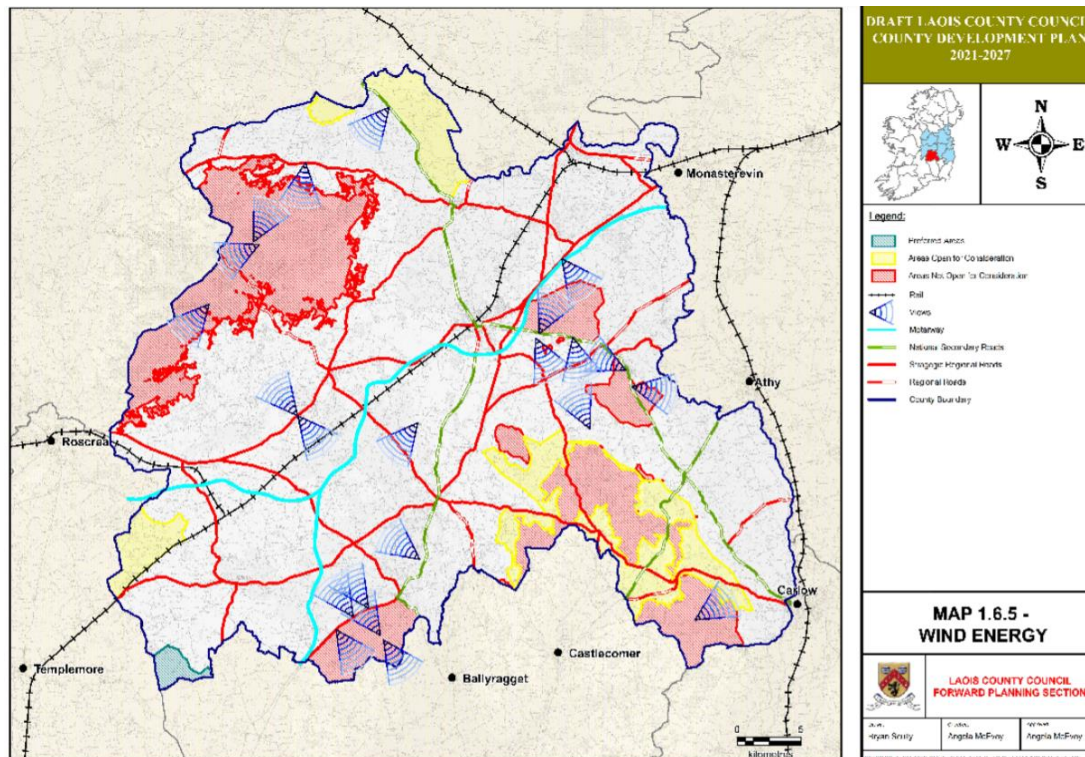 DRAFT LAOIS COUNTY COUNCIL
COUNTY DEVELOPMENT PLAN
2021-2027
N
W
E
S
Legend:
Preferred Areas
Areas Open for Consideration
Areas Not Open for Consideration
Rail
Views
Motorway
National Secondary Roads
Strategic Regional Roads
Regional Roads
County Boundary
Monasterevin
Athy
Roscrea
Carlow
Castlecomer
Templemore
Ballyragget
0 5
kilometres
MAP 1.6.5 -
WIND ENERGY
LAOIS COUNTY COUNCIL
FORWARD PLANNING SECTION
Angela McEvoy
Angela McEvoy